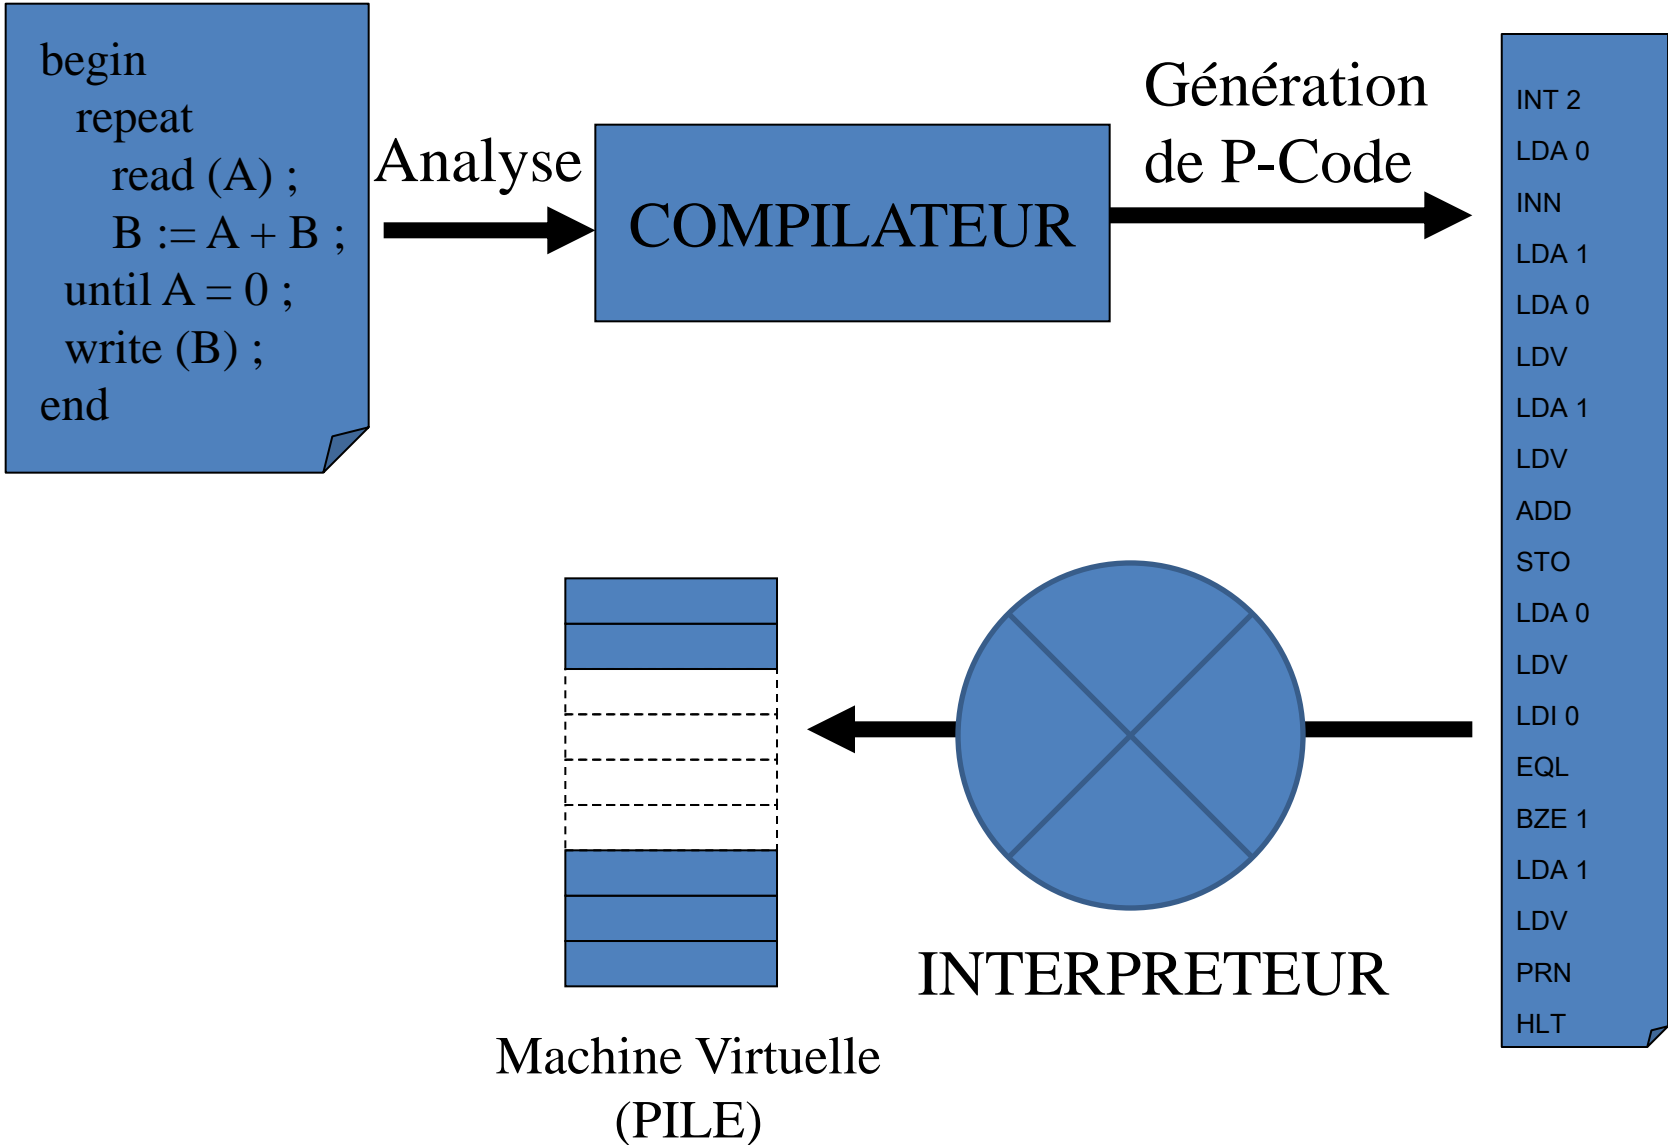 begin
repeat
read (A) ;
B := A + B ;
until A = 0 ;
write (B) ;
end
Analyse
COMPILATEUR
Génération
de P-Code
INT 2
LDA 0
INN
LDA 1
LDA 0
LDV
LDA 1
LDV
ADD
STO
LDA 0
LDV
LDI 0
EQL
BZE 1
LDA 1
LDV
PRN
HLT
INTERPRETEUR
Machine Virtuelle
(PILE)